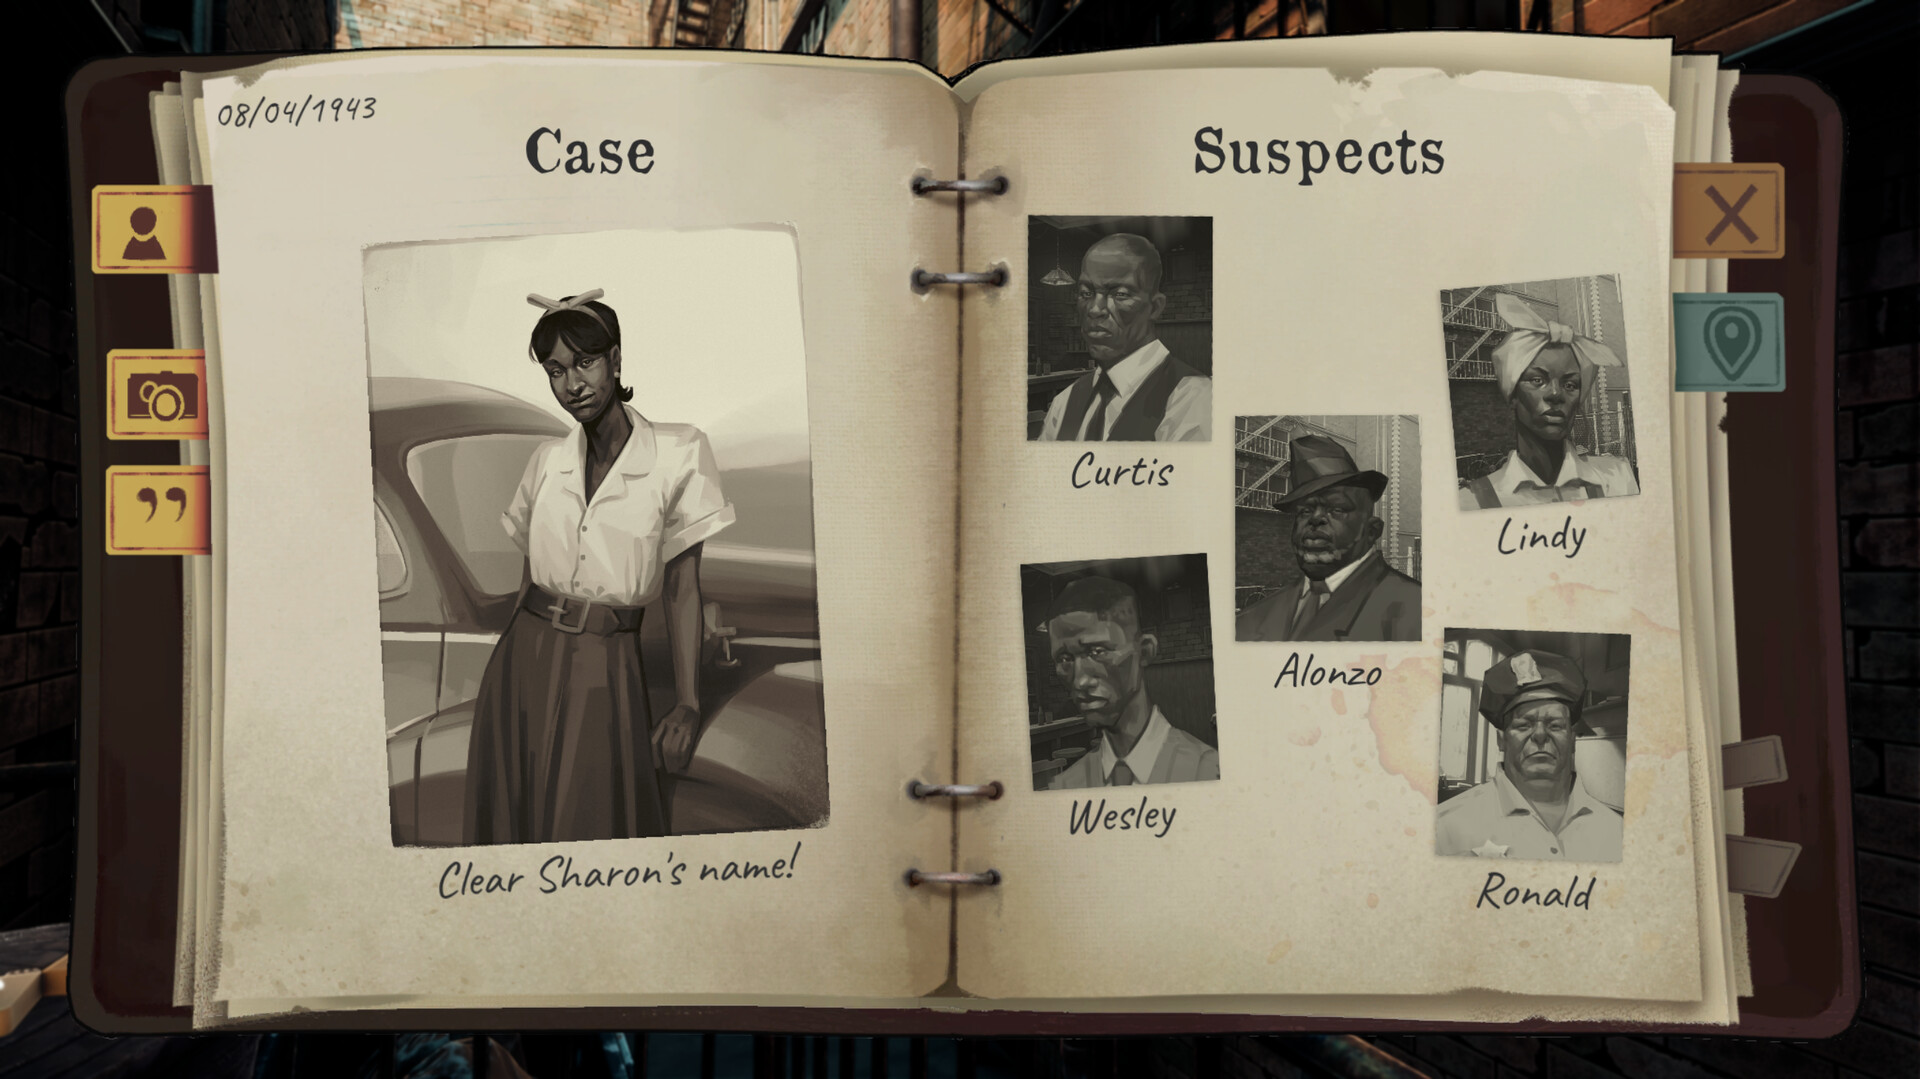 08/04/1943
Case
Clear Sharon's name!
Suspects
Curtis
Lindy
Alonzo
Wesley
Ronald